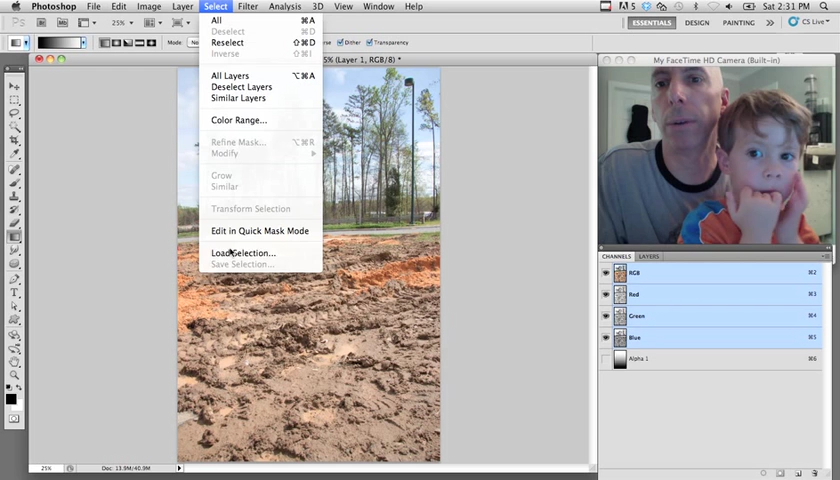 Photoshop File Edit Image Layer Select Filter Analysis 3D View Window Help
5 Sat 2:31 PM
25% ESSENTIALS DESIGN PAINTING CS Live
Mode: Dither Transparency
5% (Layer 1, RGB/8) *
My FaceTime HD Camera (Built-in)
All ⌘A
Deselect ⌘D
Reselect ⇧⌘D
Inverse ⇧⌘I
All Layers ⌥⌘A
Deselect Layers
Similar Layers
Color Range...
Refine Mask... ⌥⌘R
Modify
Grow
Similar
Transform Selection
Edit in Quick Mask Mode
Load Selection...
Save Selection...
CHANNELS LAYERS
RGB ⌘2
Red ⌘3
Green ⌘4
Blue ⌘5
Alpha 1 ⌘6
25% Doc: 13.9M/40.9M